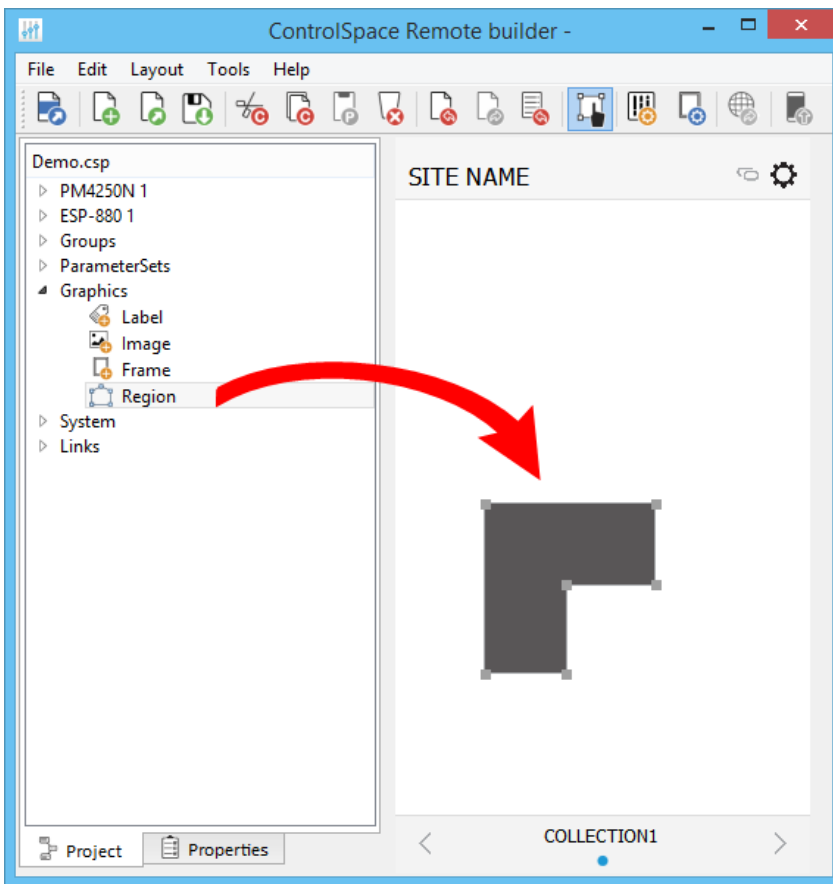 ControlSpace Remote builder -
File Edit Layout Tools Help
Demo.csp
PM4250N 1
ESP-880 1
Groups
ParameterSets
Graphics
Label
Image
Frame
Region
System
Links
Project Properties
SITE NAME
COLLECTION1